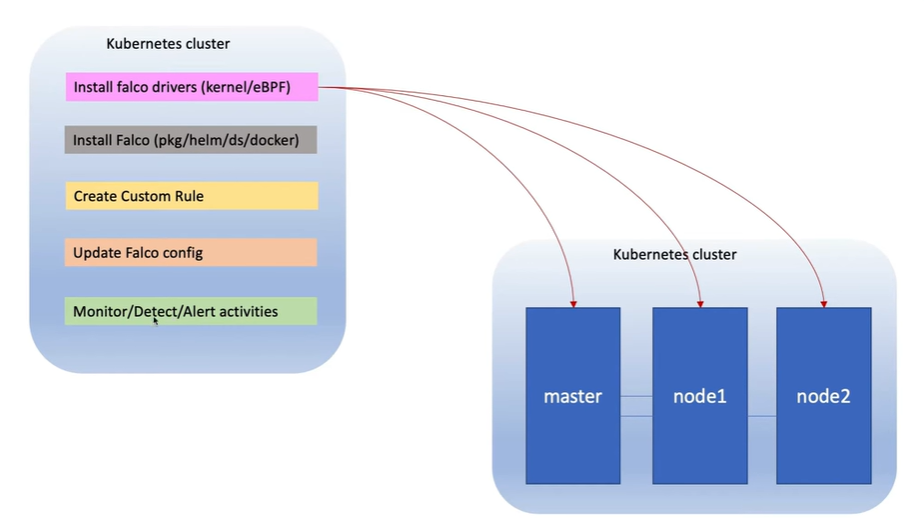 Kubernetes cluster
Install falco drivers (kernel/eBPF)
Install Falco (pkg/helm/ds/docker)
Create Custom Rule
Update Falco config
Monitor/Detect/Alert activities
Kubernetes cluster
master
node1
node2